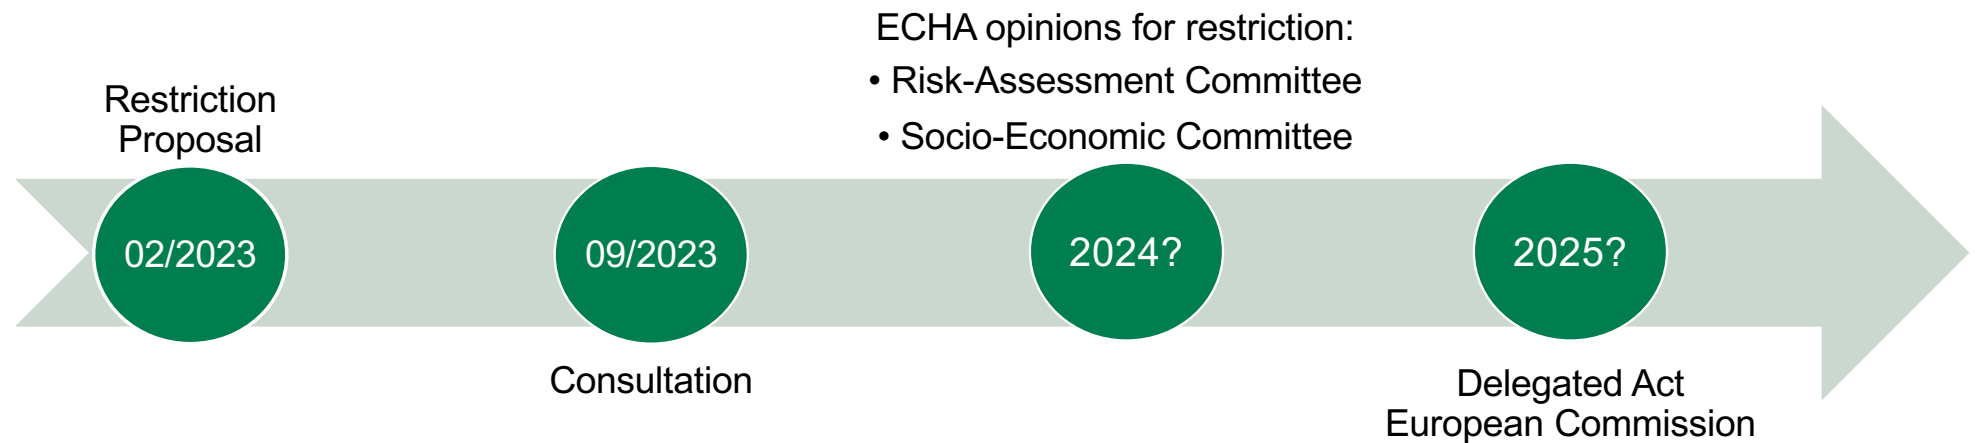 Restriction
Proposal
02/2023
09/2023
Consultation
ECHA opinions for restriction:
• Risk-Assessment Committee
• Socio-Economic Committee
2024?
2025?
Delegated Act
European Commission